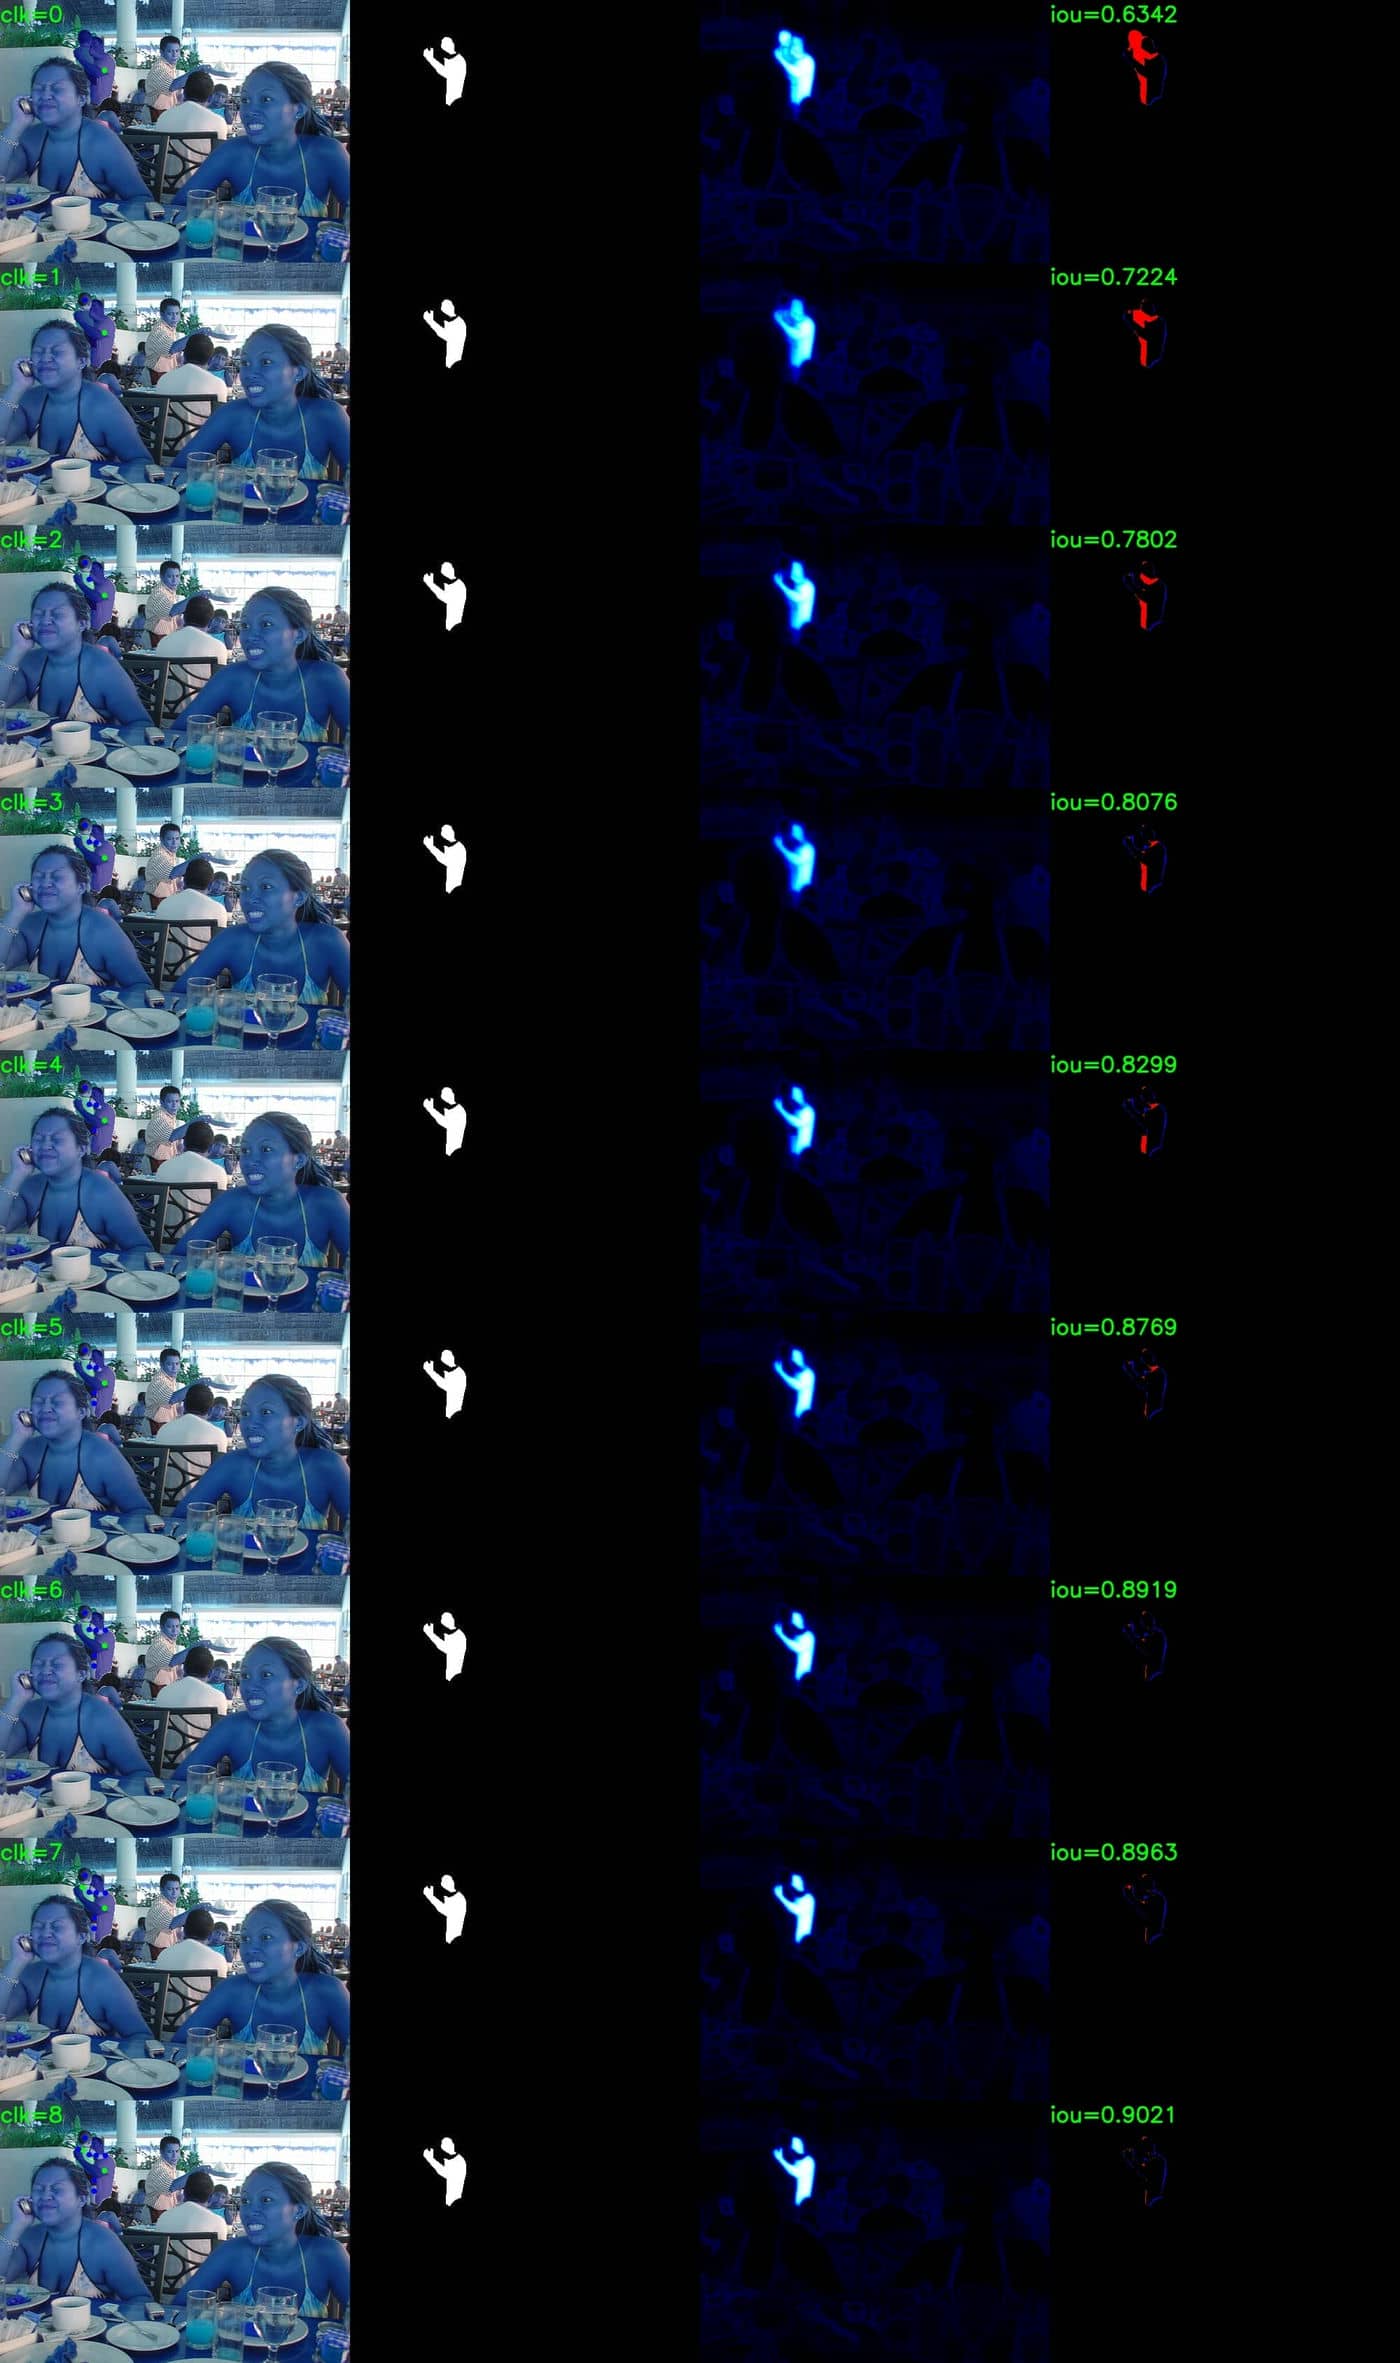 clk=0 iou=0.6342
clk=1 iou=0.7224
clk=2 iou=0.7802
clk=3 iou=0.8076
clk=4 iou=0.8299
clk=5 iou=0.8769
clk=6 iou=0.8919
clk=7 iou=0.8963
clk=8 iou=0.9021